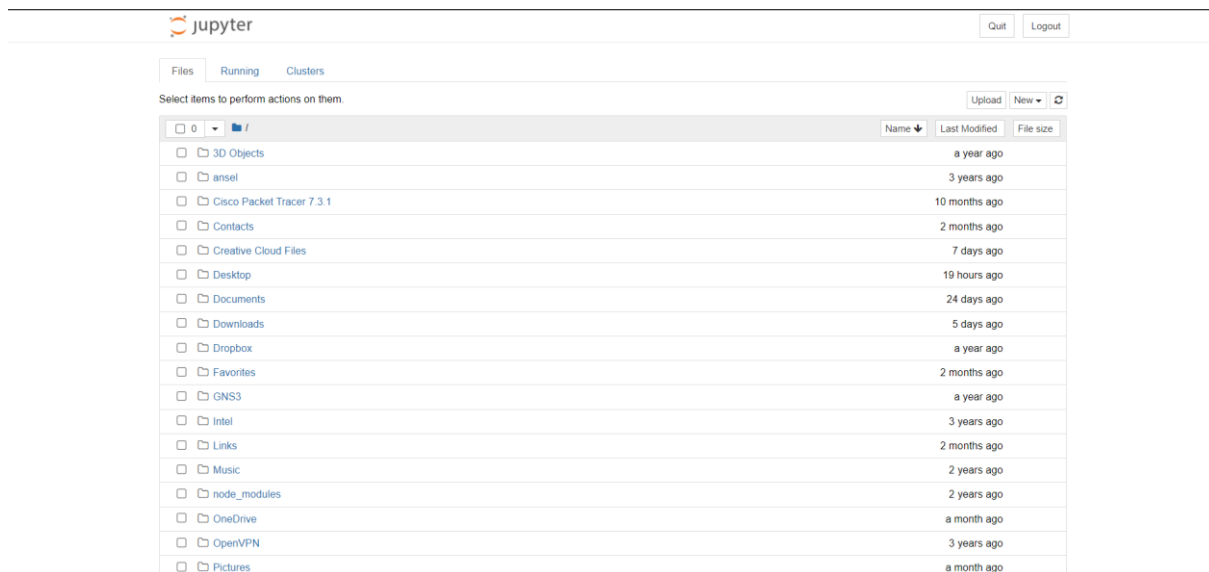 jupyter
Quit Logout
Files Running Clusters
Select items to perform actions on them.
Upload New
0 / Name Last Modified File size
3D Objects a year ago
ansel 3 years ago
Cisco Packet Tracer 7.3.1 10 months ago
Contacts 2 months ago
Creative Cloud Files 7 days ago
Desktop 19 hours ago
Documents 24 days ago
Downloads 5 days ago
Dropbox a year ago
Favorites 2 months ago
GNS3 a year ago
Intel 3 years ago
Links 2 months ago
Music 2 years ago
node_modules 2 years ago
OneDrive a month ago
OpenVPN 3 years ago
Pictures a month ago